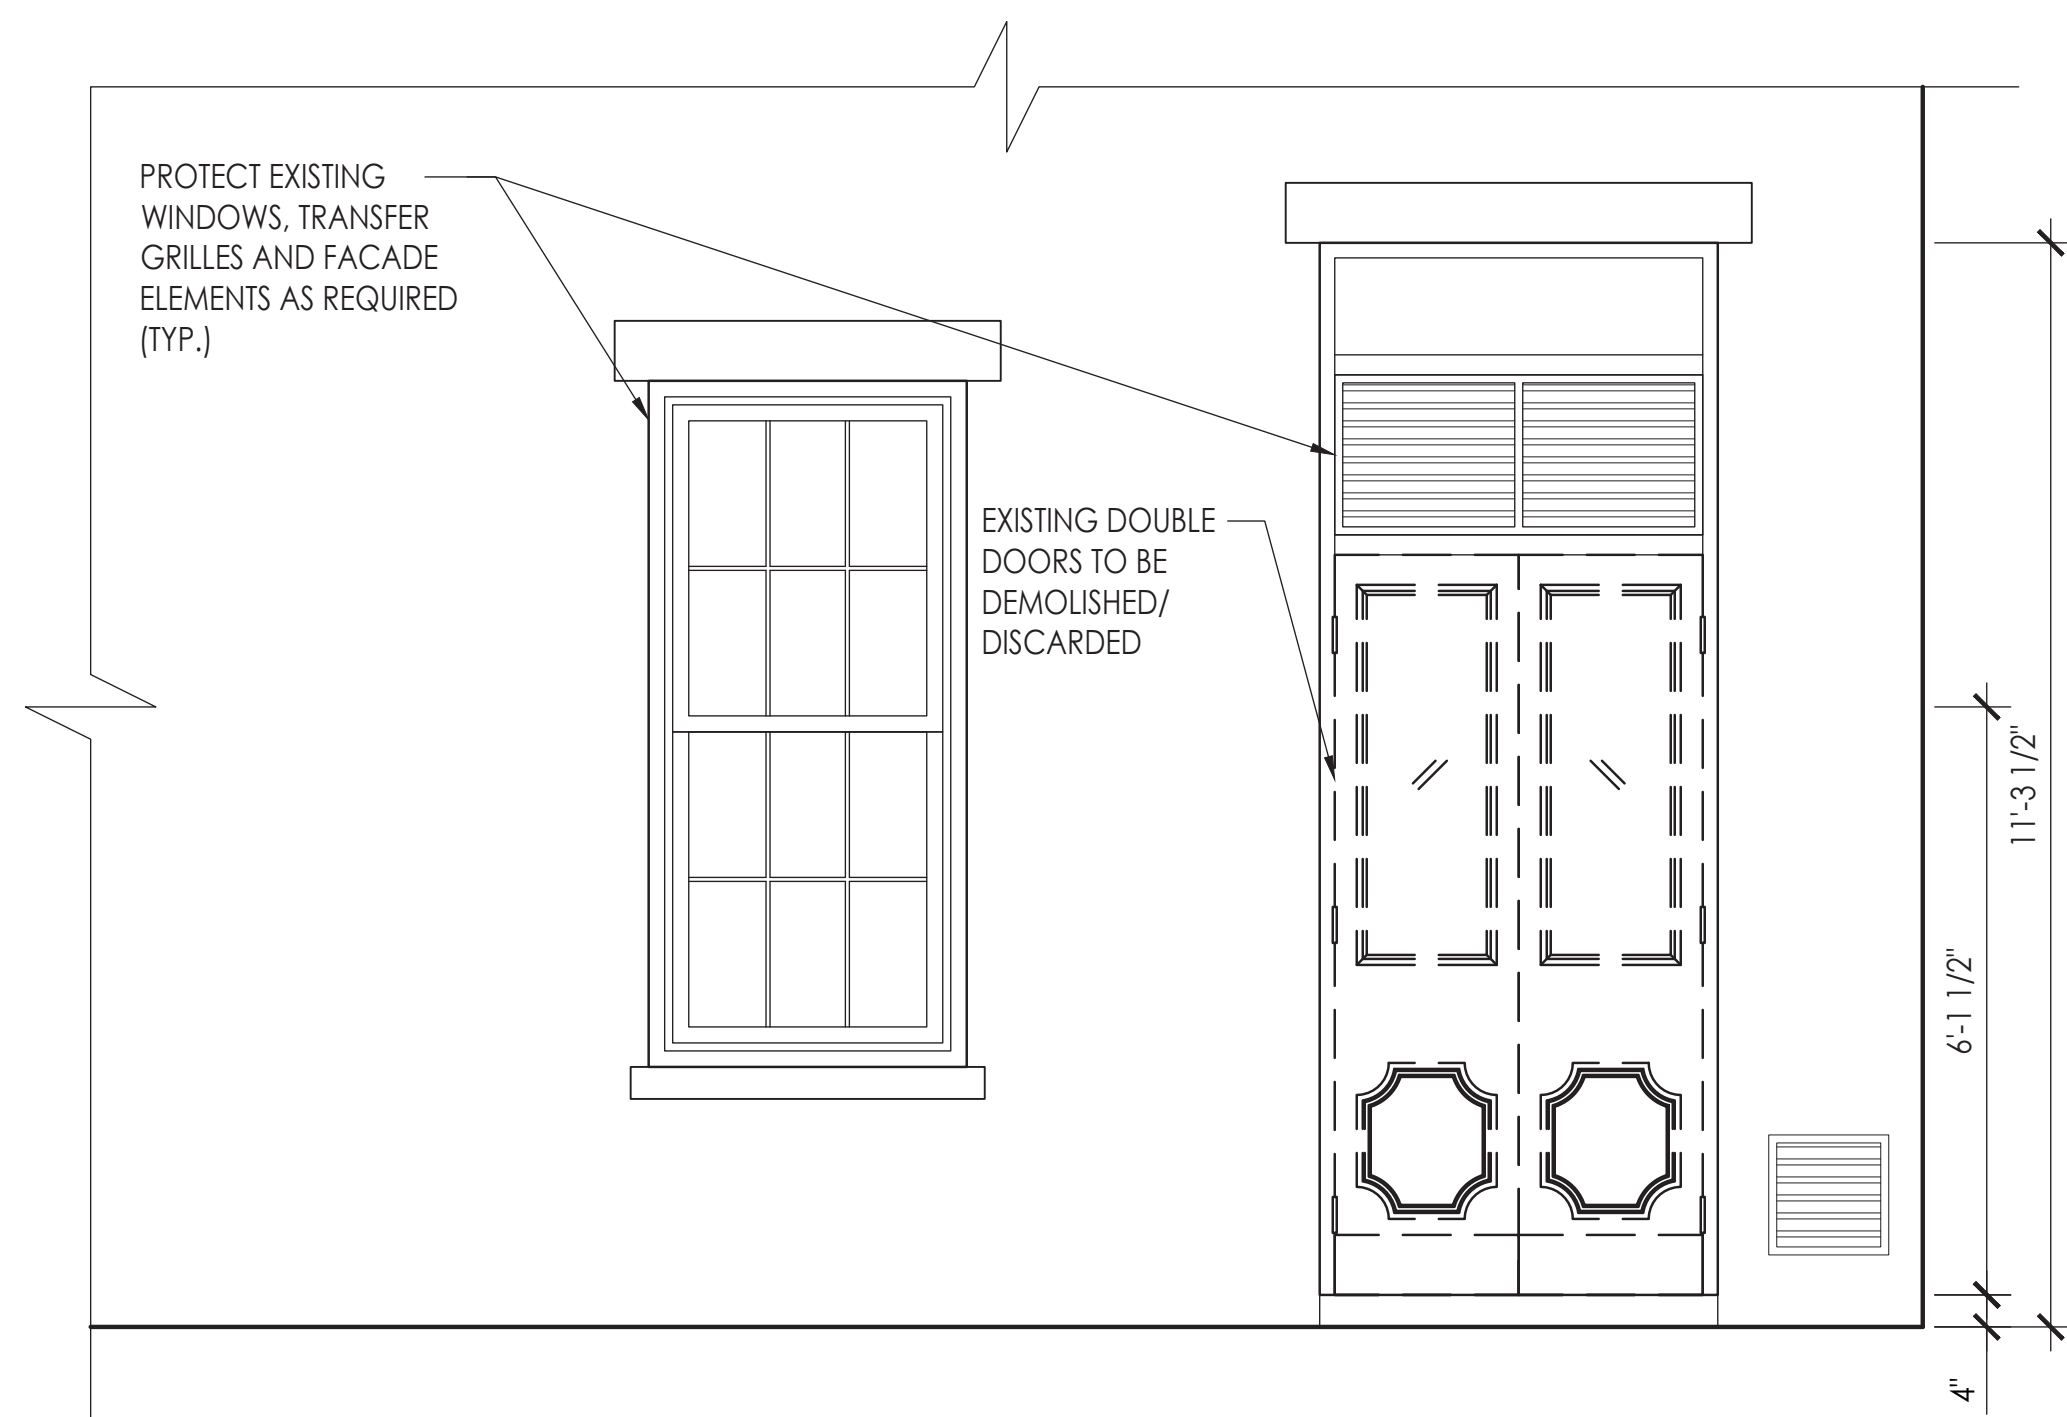 PROTECT EXISTING
WINDOWS, TRANSFER
GRILLES AND FACADE
ELEMENTS AS REQUIRED
(TYP.)
EXISTING DOUBLE
DOORS TO BE
DEMOLISHED/
DISCARDED
11'-3 1/2"
6'-1 1/2"
4"